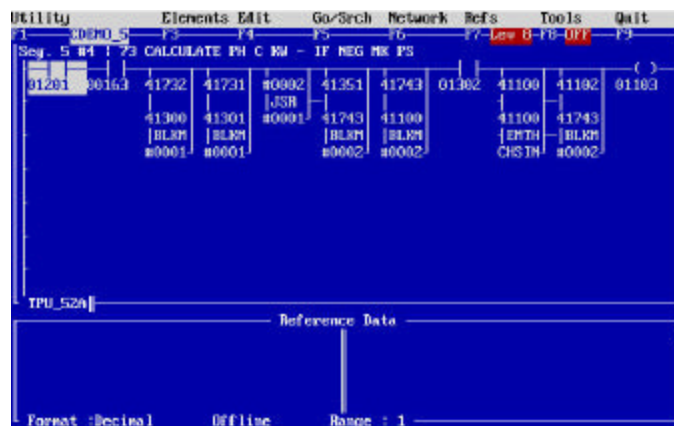 Utility Elements Edit Go/Srch Network Refs Tools Quit
F1 NDEMO_5 F3 F4 F5 F6 F7-Lev 8-F8-OFF F9
Seg. 5 #4 ¦ 73 CALCULATE PH C KW - IF NEG MK PS
( )
01201 00163 41732 41731 #0002 41351 41743 01302 41100 41102 01103
JSR
41300 41301 #0001 41743 41100 41100 41743
BLKM BLKM BLKM BLKM EMTH BLKM
#0001 #0001 #0002 #0002 CHSIN #0002
TPU_52A
Reference Data
Format :Decimal Offline Range : 1